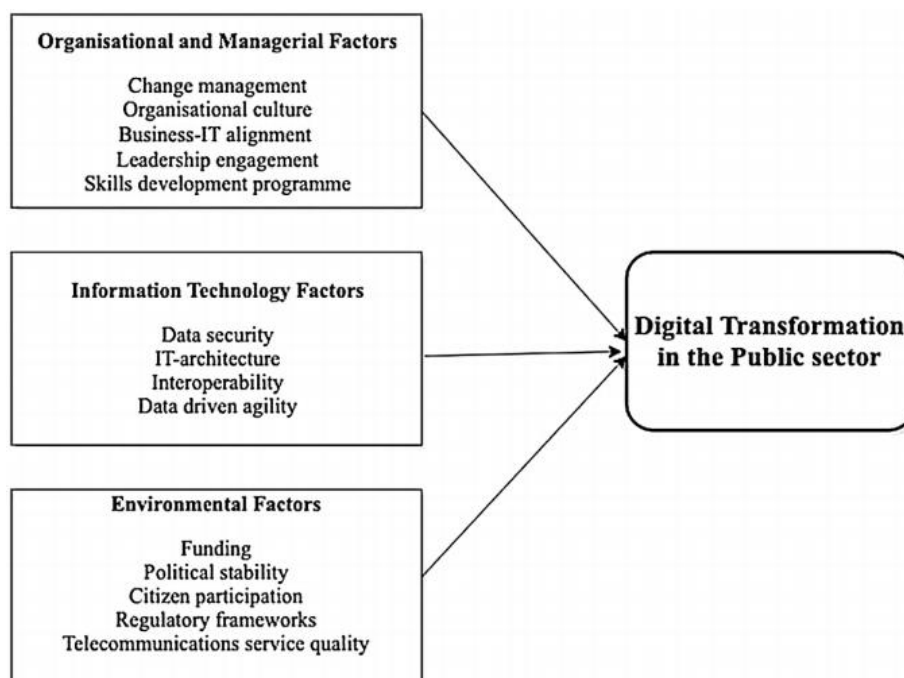 Organisational and Managerial Factors
Change management
Organisational culture
Business-IT alignment
Leadership engagement
Skills development programme
Information Technology Factors
Data security
IT-architecture
Interoperability
Data driven agility
Environmental Factors
Funding
Political stability
Citizen participation
Regulatory frameworks
Telecommunications service quality
Digital Transformation
in the Public sector